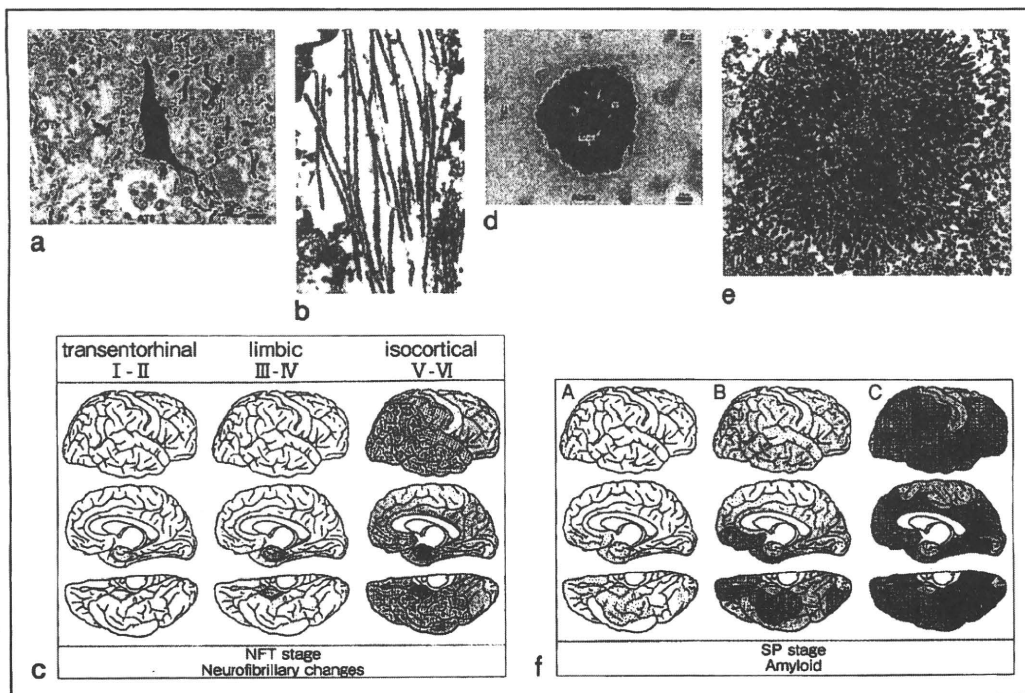 a
b
d
e
transentorhinal limbic isocortical
I - II III-IV V-VI
NFT stage
Neurofibrillary changes
c
A B C
SP stage
Amyloid
f